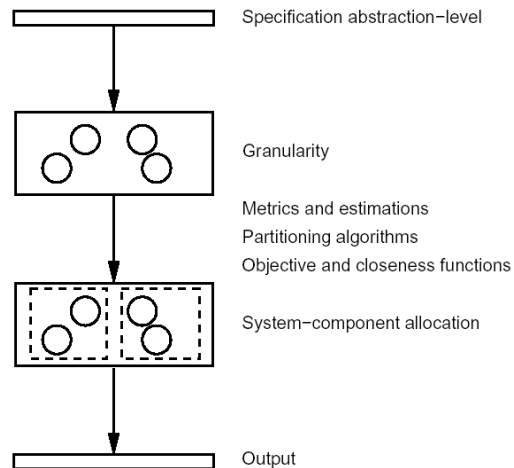 Specification abstraction-level
Granularity
Metrics and estimations
Partitioning algorithms
Objective and closeness functions
System-component allocation
Output